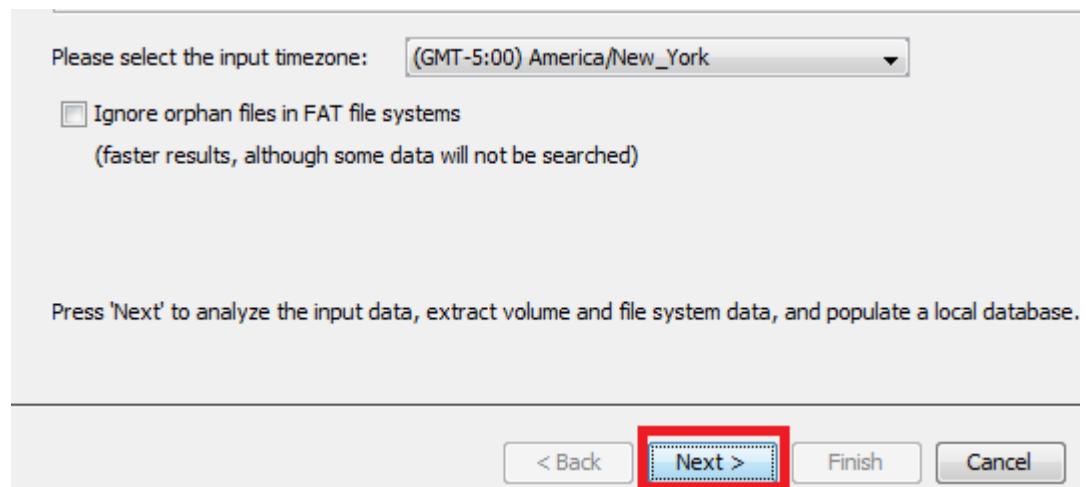 Please select the input timezone: (GMT-5:00) America/New_York
Ignore orphan files in FAT file systems
(faster results, although some data will not be searched)
Press 'Next' to analyze the input data, extract volume and file system data, and populate a local database.
< Back Next > Finish Cancel